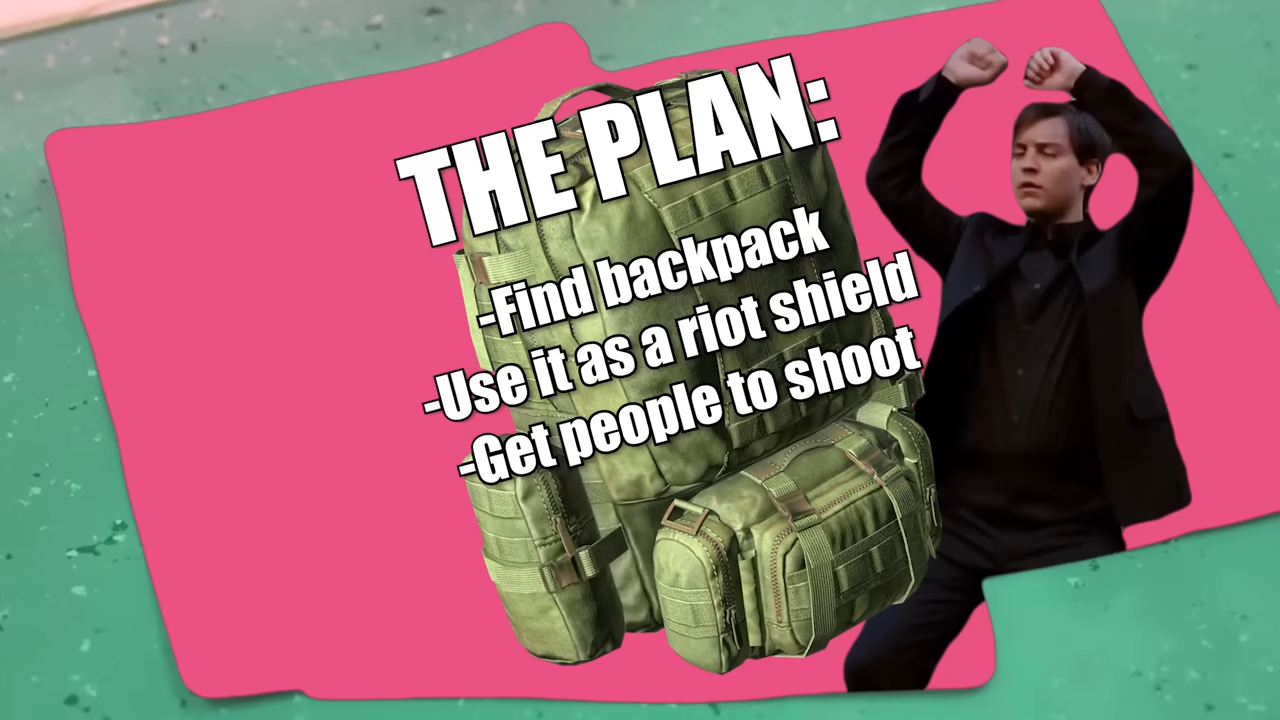 THE PLAN:
-Find backpack
-Use it as a riot shield
-Get people to shoot